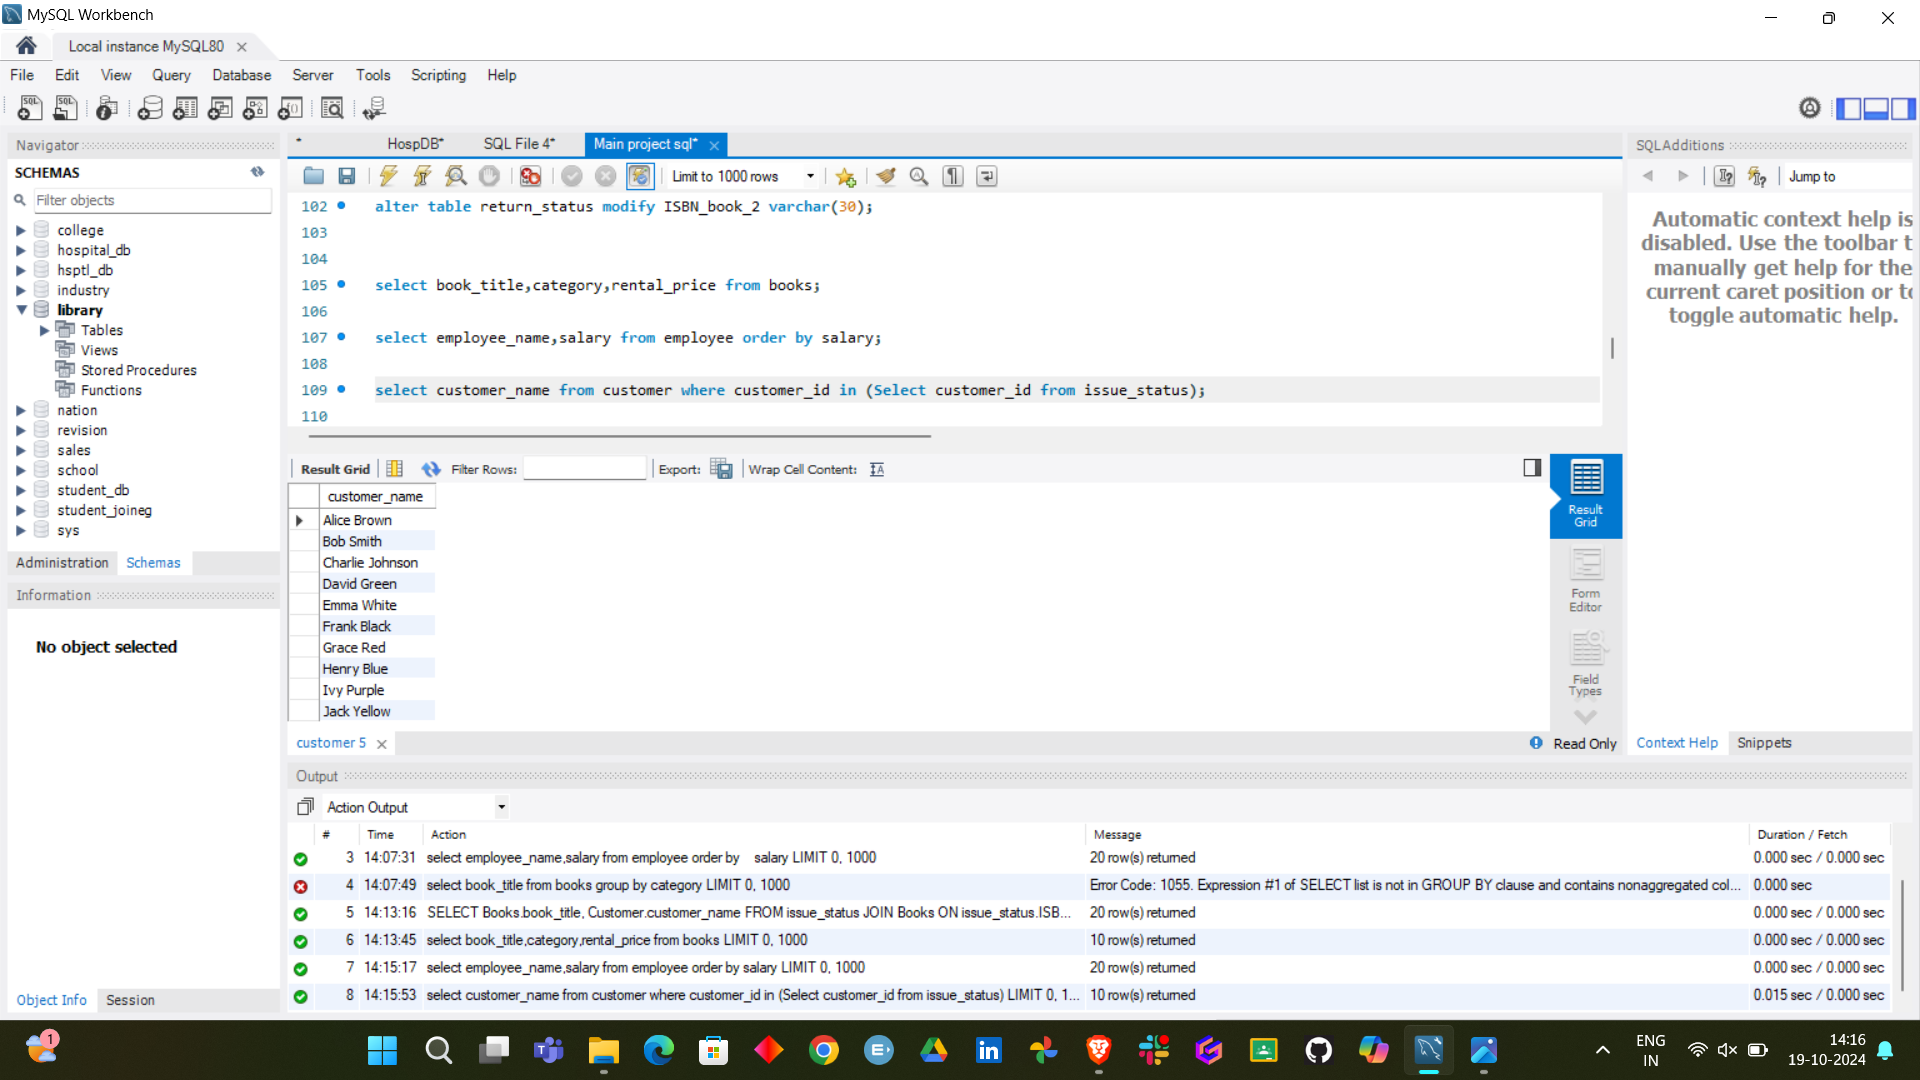 MySQL Workbench
Local instance MySQL80
File Edit View Query Database Server Tools Scripting Help
Navigator
SCHEMAS
Filter objects
college
hospital_db
hsptl_db
industry
library
Tables
Views
Stored Procedures
Functions
nation
revision
sales
school
student_db
student_joineg
sys
Administration Schemas
Information
No object selected
Object Info Session
* HospDB* SQL File 4* Main project sql*
Limit to 1000 rows
102 alter table return_status modify ISBN_book_2 varchar(30);
103
104
105 select book_title,category,rental_price from books;
106
107 select employee_name,salary from employee order by salary;
108
109 select customer_name from customer where customer_id in (Select customer_id from issue_status);
110
Result Grid Filter Rows: Export: Wrap Cell Content:
customer_name
Alice Brown
Bob Smith
Charlie Johnson
David Green
Emma White
Frank Black
Grace Red
Henry Blue
Ivy Purple
Jack Yellow
Result
Grid
Form
Editor
Field
Types
customer 5
Read Only
SQLAdditions
Jump to
Automatic context help is
disabled. Use the toolbar t
manually get help for the
current caret position or to
toggle automatic help.
Context Help Snippets
Output
Action Output
# Time Action Message Duration / Fetch
3 14:07:31 select employee_name,salary from employee order by salary LIMIT 0, 1000 20 row(s) returned 0.000 sec / 0.000 sec
4 14:07:49 select book_title from books group by category LIMIT 0, 1000 Error Code: 1055. Expression #1 of SELECT list is not in GROUP BY clause and contains nonaggregated col... 0.000 sec
5 14:13:16 SELECT Books.book_title, Customer.customer_name FROM issue_status JOIN Books ON issue_status.ISB... 20 row(s) returned 0.000 sec / 0.000 sec
6 14:13:45 select book_title,category,rental_price from books LIMIT 0, 1000 10 row(s) returned 0.000 sec / 0.000 sec
7 14:15:17 select employee_name,salary from employee order by salary LIMIT 0, 1000 20 row(s) returned 0.000 sec / 0.000 sec
8 14:15:53 select customer_name from customer where customer_id in (Select customer_id from issue_status) LIMIT 0, 1... 10 row(s) returned 0.015 sec / 0.000 sec
1
ENG
IN
14:16
19-10-2024